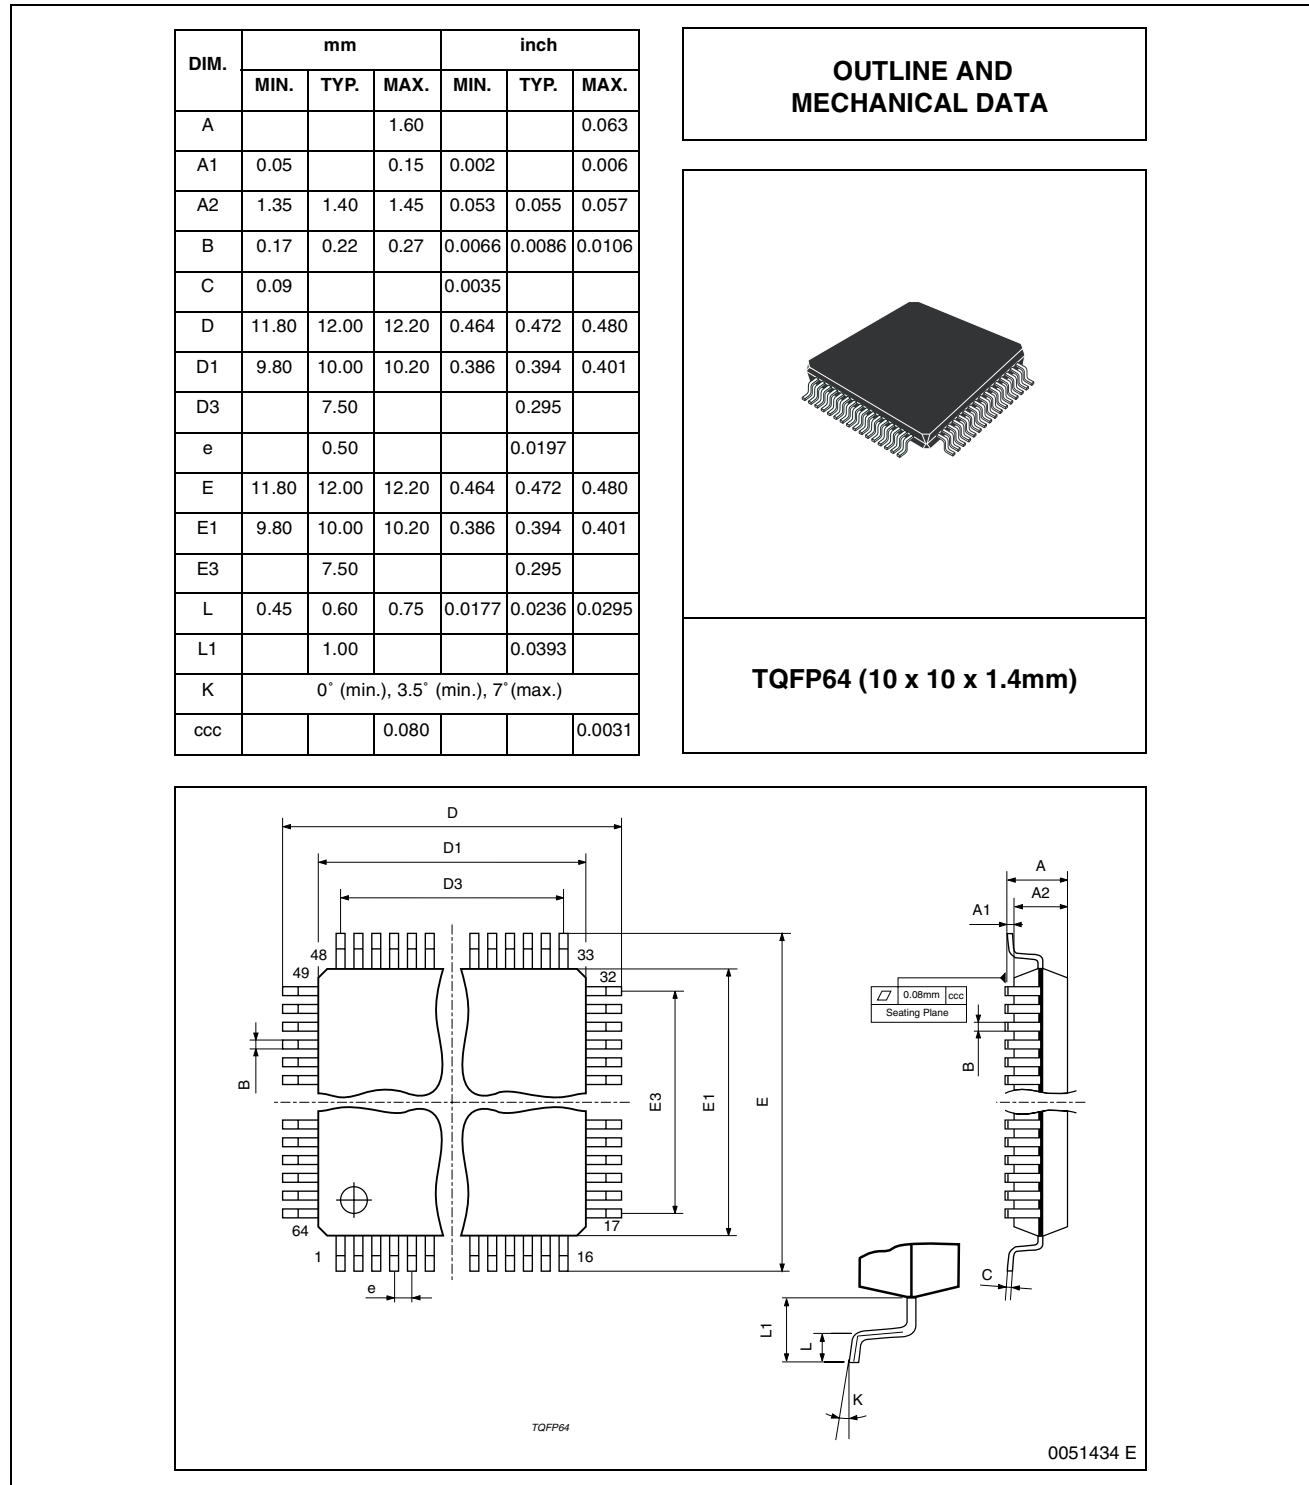 DIM. mm inch
MIN. TYP. MAX. MIN. TYP. MAX.
A 1.60 0.063
A1 0.05 0.15 0.002 0.006
A2 1.35 1.40 1.45 0.053 0.055 0.057
B 0.17 0.22 0.27 0.0066 0.0086 0.0106
C 0.09 0.0035
D 11.80 12.00 12.20 0.464 0.472 0.480
D1 9.80 10.00 10.20 0.386 0.394 0.401
D3 7.50 0.295
e 0.50 0.0197
E 11.80 12.00 12.20 0.464 0.472 0.480
E1 9.80 10.00 10.20 0.386 0.394 0.401
E3 7.50 0.295
L 0.45 0.60 0.75 0.0177 0.0236 0.0295
L1 1.00 0.0393
K 0˚ (min.), 3.5˚ (min.), 7˚(max.)
ccc 0.080 0.0031
OUTLINE AND
MECHANICAL DATA
TQFP64 (10 x 10 x 1.4mm)
D
D1
D3
A
A2
A1
48
33
49
32
0.08mm ccc
Seating Plane
B
B
E3
E1
E
64
17
1
16
e
C
L1
L
K
TQFP64
0051434 E